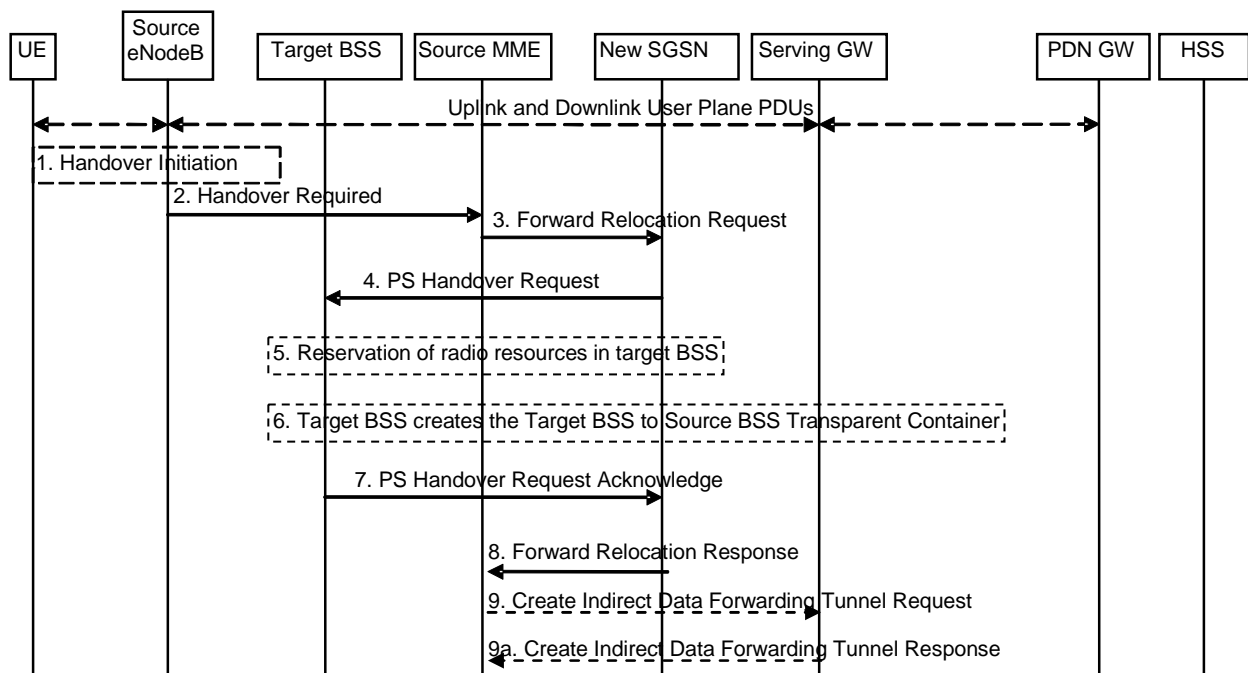 UE
Source
eNodeB
Target BSS
Source MME
New SGSN
Serving GW
PDN GW
HSS
Uplink and Downlink User Plane PDUs
1. Handover Initiation
2. Handover Required
3. Forward Relocation Request
4. PS Handover Request
5. Reservation of radio resources in target BSS
6. Target BSS creates the Target BSS to Source BSS Transparent Container
7. PS Handover Request Acknowledge
8. Forward Relocation Response
9. Create Indirect Data Forwarding Tunnel Request
9a. Create Indirect Data Forwarding Tunnel Response